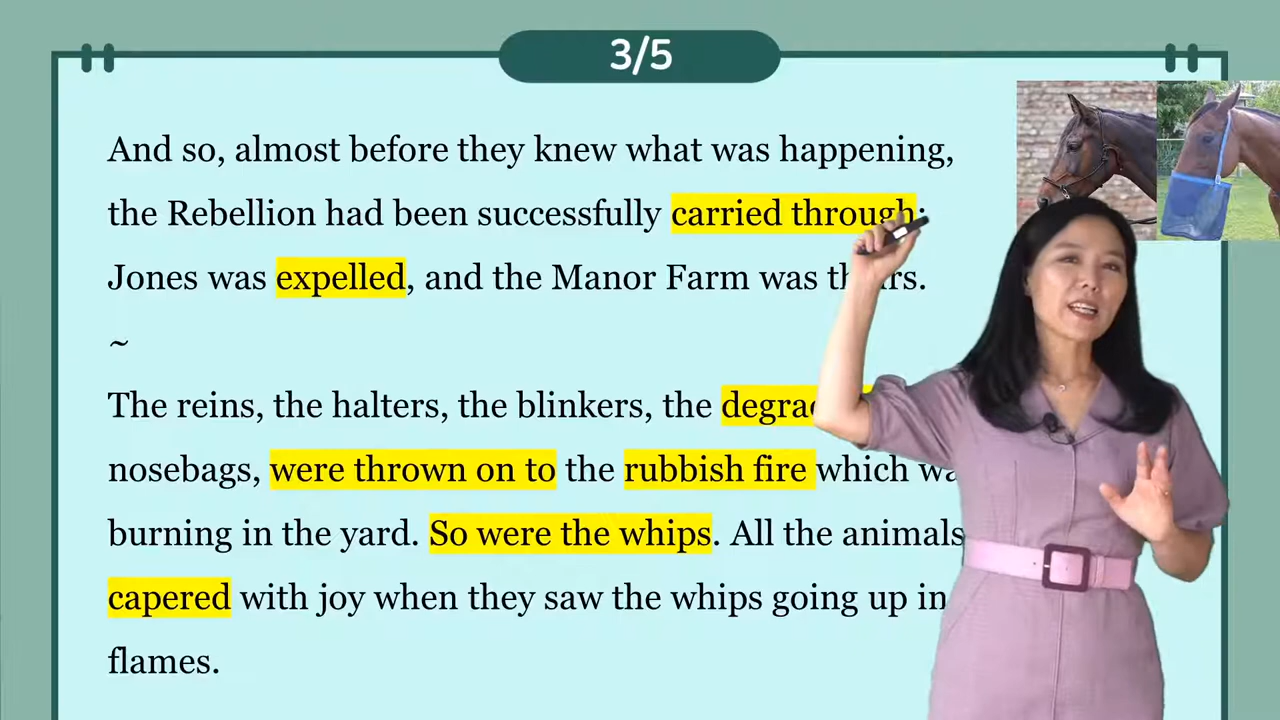 3/5
And so, almost before they knew what was happening,
the Rebellion had been successfully carried through;
Jones was expelled, and the Manor Farm was
~
The reins, the halters, the blinkers, the
nosebags, were thrown on to the rubbish fire which
burning in the yard. So were the whips. All the animals
capered with joy when they saw the whips going up in
flames.